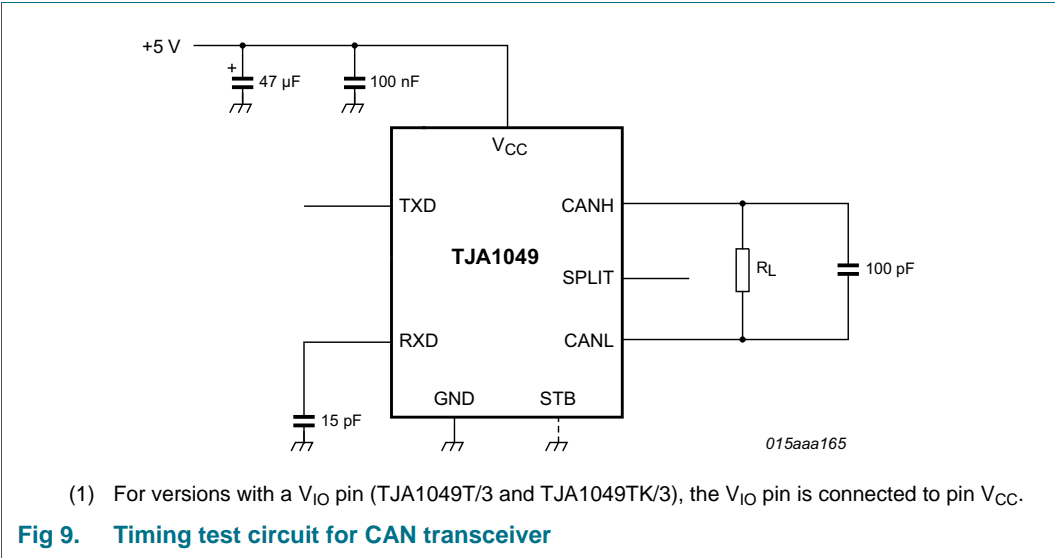 +5 V
+
47 μF
100 nF
VCC
TXD
CANH
TJA1049
SPLIT
RL
100 pF
RXD
CANL
GND
STB
15 pF
015aaa165
(1) For versions with a VIO pin (TJA1049T/3 and TJA1049TK/3), the VIO pin is connected to pin VCC.
Fig 9. Timing test circuit for CAN transceiver